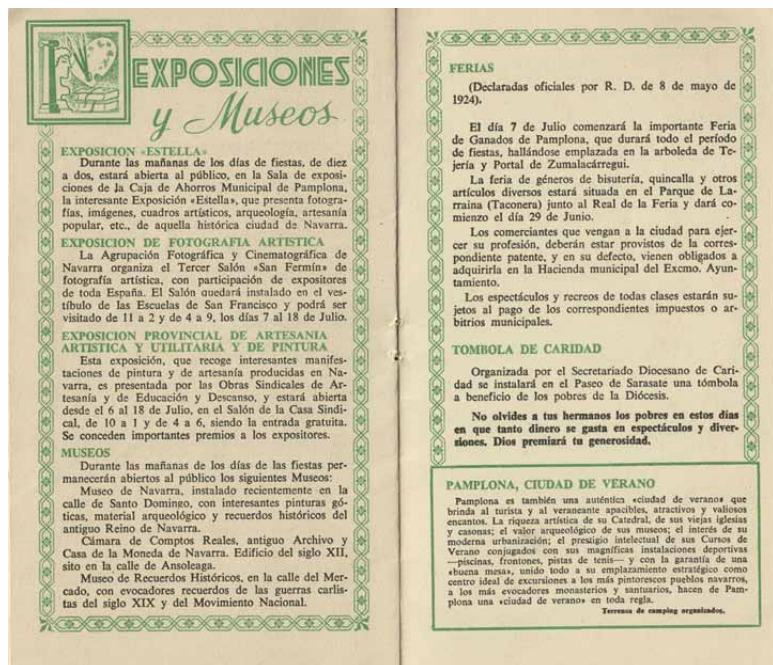 EXPOSICIONES
y Museos
EXPOSICION «ESTELLA»
Durante las mañanas de los días de fiestas, de diez
a dos, estará abierta al público, en la Sala de exposi-
ciones de la Caja de Ahorros Municipal de Pamplona,
la interesante Exposición «Estella», que presenta fotogra-
fías, imágenes, cuadros artísticos, arqueología, artesanía
popular, etc., de aquella histórica ciudad de Navarra.
EXPOSICION DE FOTOGRAFIA ARTISTICA
La Agrupación Fotográfica y Cinematográfica de
Navarra organiza el Tercer Salón «San Fermín» de
fotografía artística, con participación de expositores
de toda España. El Salón quedará instalado en el ves-
tíbulo de las Escuelas de San Francisco y podrá ser
visitado de 11 a 2 y de 4 a 9, los días 7 al 18 de Julio.
EXPOSICION PROVINCIAL DE ARTESANIA
ARTISTICA Y UTILITARIA Y DE PINTURA
Esta exposición, que recoge interesantes manifes-
taciones de pintura y de artesanía producidas en Na-
varra, es presentada por las Obras Sindicales de Ar-
tesanía y de Educación y Descanso, y estará abierta
desde el 6 al 18 de Julio, en el Salón de la Casa Sindi-
cal, de 10 a 1 y de 4 a 6, siendo la entrada gratuita.
Se conceden importantes premios a los expositores.
MUSEOS
Durante las mañanas de los días de las fiestas per-
manecerán abiertos al público los siguientes Museos:
Museo de Navarra, instalado recientemente en la
calle de Santo Domingo, con interesantes pinturas gó-
ticas, material arqueológico y recuerdos históricos del
antiguo Reino de Navarra.
Cámara de Comptos Reales, antiguo Archivo y
Casa de la Moneda de Navarra. Edificio del siglo XII,
sito en la calle de Ansoleaga.
Museo de Recuerdos Históricos, en la calle del Mer-
cado, con evocadores recuerdos de las guerras carlis-
tas del siglo XIX y del Movimiento Nacional.
FERIAS
(Declaradas oficiales por R. D. de 8 de mayo de
1924).
El día 7 de Julio comenzará la importante Feria
de Ganados de Pamplona, que durará todo el período
de fiestas, hallándose emplazada en la arboleda de Te-
jería y Portal de Zumalacárregui.
La feria de géneros de bisutería, quincalla y otros
artículos diversos estará situada en el Parque de La-
rraina (Taconera) junto al Real de la Feria y dará co-
mienzo el día 29 de Junio.
Los comerciantes que vengan a la ciudad para ejer-
cer su profesión, deberán estar provistos de la corres-
pondiente patente, y en su defecto, vienen obligados a
adquirirla en la Hacienda municipal del Excmo. Ayun-
tamiento.
Los espectáculos y recreos de todas clases estarán su-
jetos al pago de los correspondientes impuestos o ar-
bitrios municipales.
TOMBOLA DE CARIDAD
Organizada por el Secretariado Diocesano de Cari-
dad se instalará en el Paseo de Sarasate una tómbola
a beneficio de los pobres de la Diócesis.
No olvides a tus hermanos los pobres en estos días
en que tanto dinero se gasta en espectáculos y diver-
siones. Dios premiará tu generosidad.
PAMPLONA, CIUDAD DE VERANO
Pamplona es también una auténtica «ciudad de verano» que
brinda al turista y al veraneante apacibles, atractivos y valiosos
encantos. La riqueza artística de su Catedral, de sus viejas iglesias
y casonas; el valor arqueológico de sus museos; el interés de su
moderna urbanización; el prestigio intelectual de sus Cursos de
Verano conjugados con sus magníficas instalaciones deportivas
—piscinas, frontones, pistas de tenis— y con la garantía de una
«buena mesa», unido todo a su emplazamiento estratégico como
centro ideal de excursiones a los más pintorescos pueblos navarros,
a los más evocadores monasterios y santuarios, hacen de Pam-
plona una «ciudad de verano» en toda regla.
Terrenos de camping organizados.